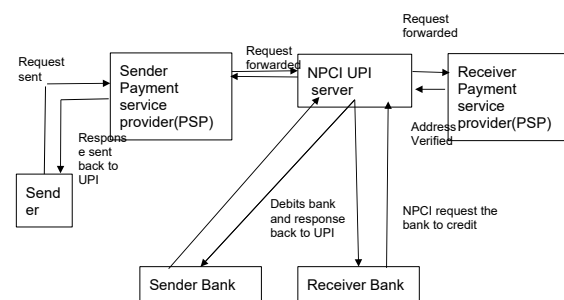 Request
forwarded
Request
sent
Sender
Payment
service
provider(PSP)
Request
forwarded
NPCI UPI
server
Receiver
Payment
service
provider(PSP)
Respons
e sent
back to
UPI
Address
Verified
Send
er
Debits bank
and response
back to UPI
NPCI request the
bank to credit
Sender Bank
Receiver Bank